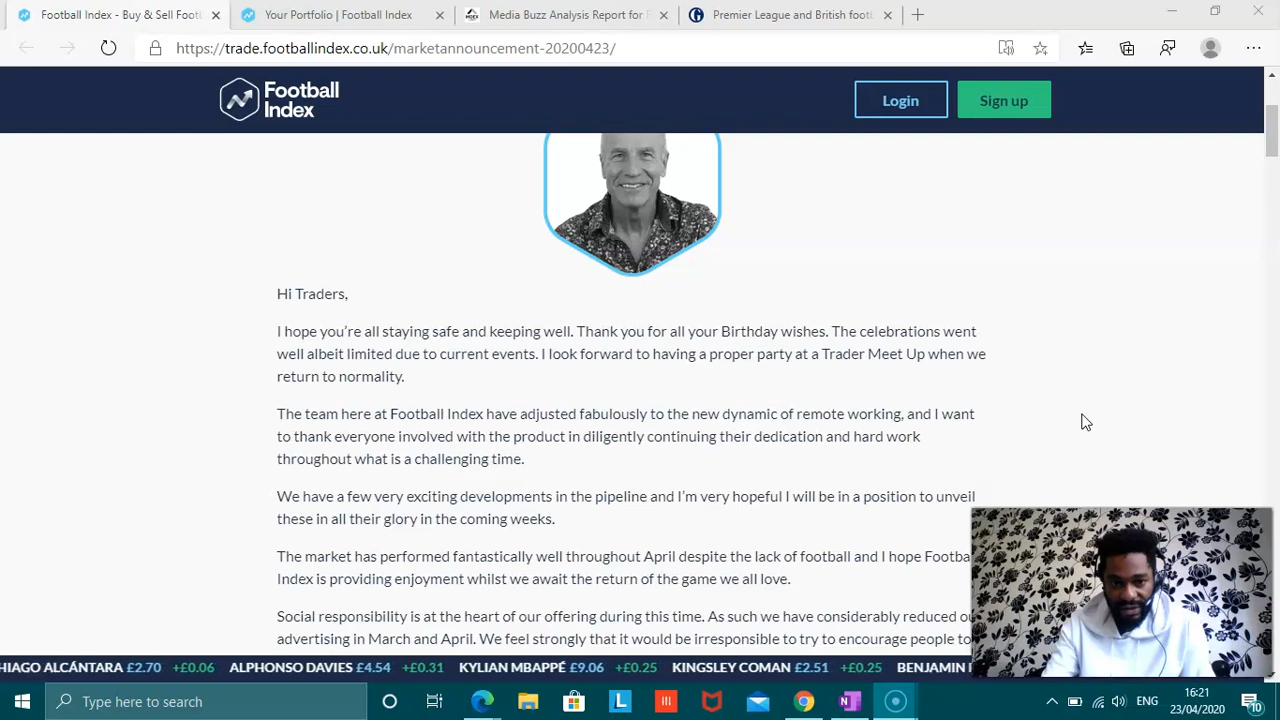 Football Index - Buy & Sell Foot
Your Portfolio | Football Index
Media Buzz Analysis Report for
Premier League and British foot
https://trade.footballindex.co.uk/marketannouncement-20200423/
Football
Index
Login
Sign up
Hi Traders,
I hope you're all staying safe and keeping well. Thank you for all your Birthday wishes. The celebrations went
well albeit limited due to current events. I look forward to having a proper party at a Trader Meet Up when we
return to normality.
The team here at Football Index have adjusted fabulously to the new dynamic of remote working, and I want
to thank everyone involved with the product in diligently continuing their dedication and hard work
throughout what is a challenging time.
We have a few very exciting developments in the pipeline and I'm very hopeful I will be in a position to unveil
these in all their glory in the coming weeks.
The market has performed fantastically well throughout April despite the lack of football and I hope Footba
Index is providing enjoyment whilst we await the return of the game we all love.
Social responsibility is at the heart of our offering during this time. As such we have considerably reduced
advertising in March and April. We feel strongly that it would be irresponsible to try to encourage people to
HIAGO ALCÁNTARA £2.70 +£0.06 ALPHONSO DAVIES £4.54 +£0.31 KYLIAN MBAPPÉ £9.06 +£0.25 KINGSLEY COMAN £2.51 +£0.25 BENJAMIN
Type here to search
ENG
16:21
23/04/2020
10